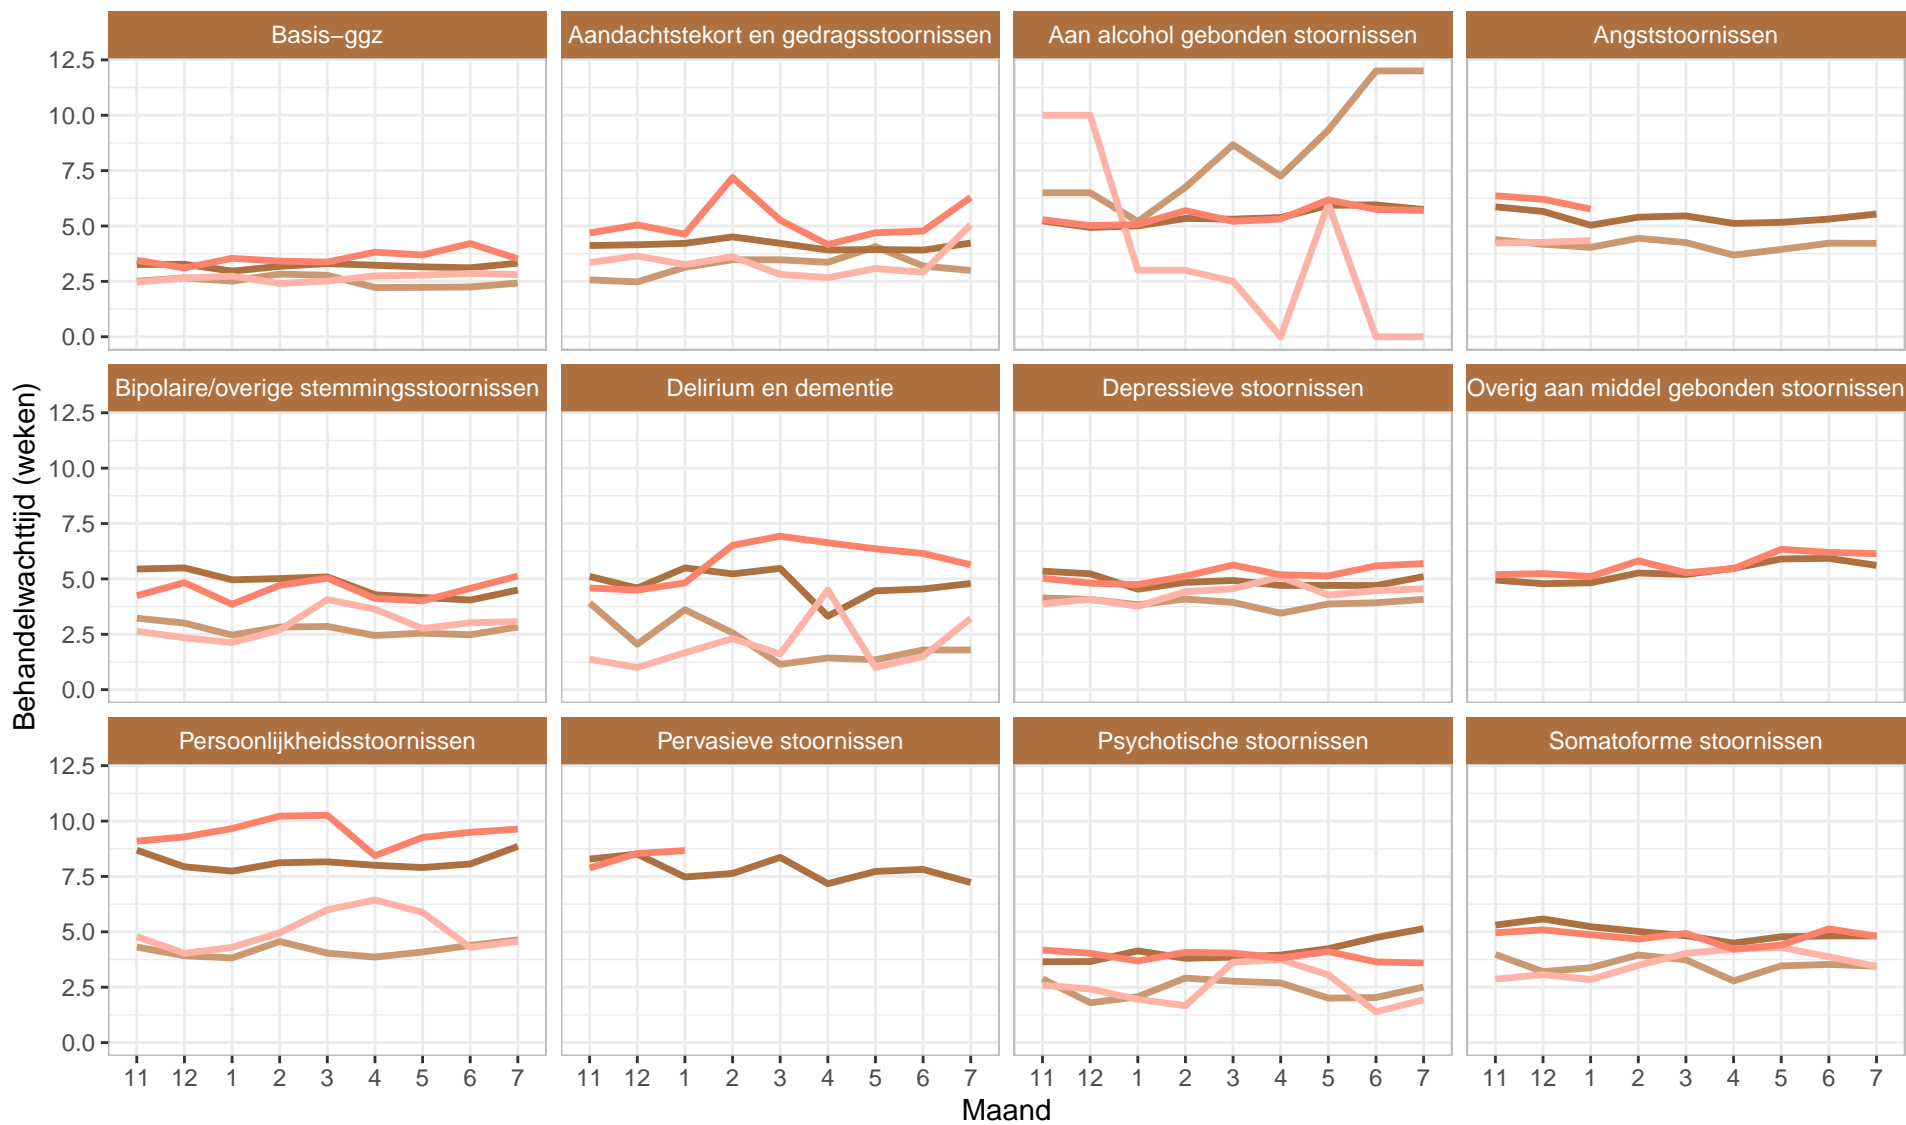 Basis−ggz
Aandachtstekort en gedragsstoornissen
Aan alcohol gebonden stoornissen
Angststoornissen
12.5
10.0
7.5
5.0
2.5
0.0
Bipolaire/overige stemmingsstoornissen
Delirium en dementie
Depressieve stoornissen
Overig aan middel gebonden stoornissen
12.5
10.0
7.5
5.0
2.5
0.0
Behandelwachttijd (weken)
Persoonlijkheidsstoornissen
Pervasieve stoornissen
Psychotische stoornissen
Somatoforme stoornissen
12.5
10.0
7.5
5.0
2.5
0.0
11 12 1 2 3 4 5 6 7
11 12 1 2 3 4 5 6 7
11 12 1 2 3 4 5 6 7
11 12 1 2 3 4 5 6 7
Maand